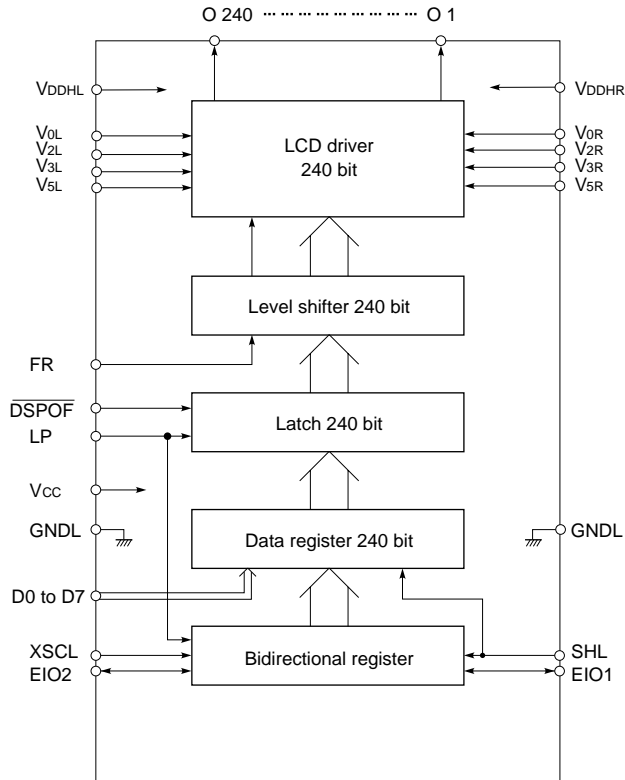 O 240 ··· ··· ··· ··· ··· ··· O 1
VDDHL
VDDHR
V0L
V2L
V3L
V5L
LCD driver
240 bit
V0R
V2R
V3R
V5R
Level shifter 240 bit
FR
DSPOF
LP
Latch 240 bit
VCC
GNDL
Data register 240 bit
GNDL
D0 to D7
XSCL
EIO2
Bidirectional register
SHL
EIO1